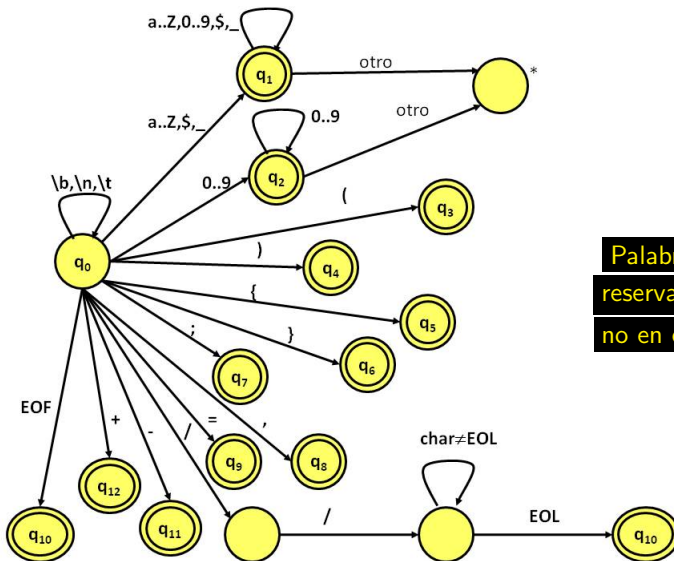 a..Z,0..9,$,_
q1
otro
*
a..Z,$,_
0..9
otro
\b,\n,\t
0..9
q2
(
q3
q0
)
q4
{
q5
;
}
q6
q7
EOF
+
-
/
=
,
q9
q8
q12
q11
q10
char≠EOL
/
EOL
q10
reserva
no en